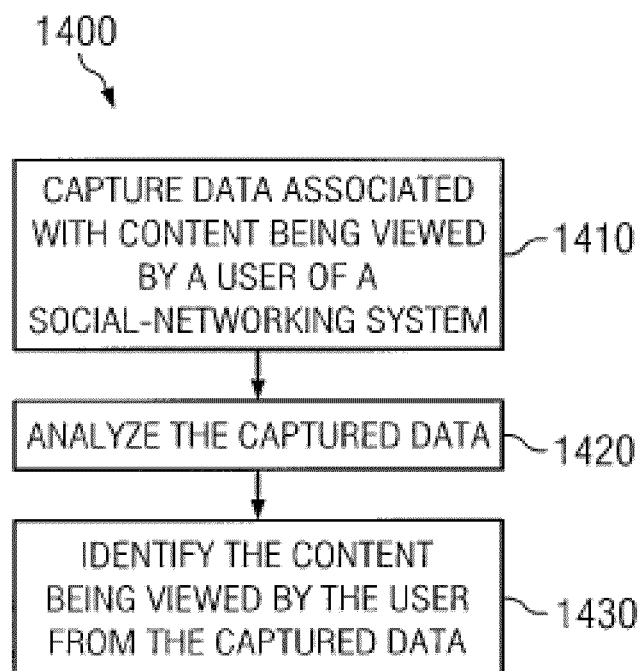 1400
CAPTURE DATA ASSOCIATED
WITH CONTENT BEING VIEWED
BY A USER OF A
SOCIAL-NETWORKING SYSTEM
1410
ANALYZE THE CAPTURED DATA
1420
IDENTIFY THE CONTENT
BEING VIEWED BY THE USER
FROM THE CAPTURED DATA
1430